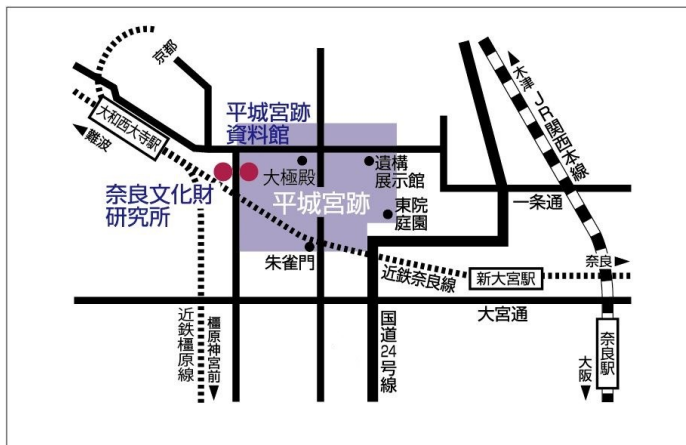 京都
木津
JR関西本線
大和西大寺駅
難波
平城宮跡
資料館
大極殿
遺構
展示館
奈良文化財
研究所
平城宮跡
東院
庭園
一条通
朱雀門
近鉄奈良線
新大宮駅
奈良
大宮通
近鉄橿原線
橿原神宮前
国道24号線
大阪
奈良駅